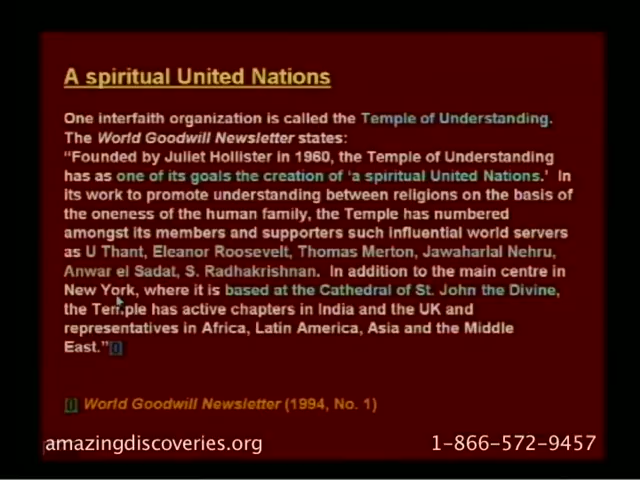 A spiritual United Nations
One interfaith organization is called the Temple of Understanding.
The World Goodwill Newsletter states:
“Founded by Juliet Hollister in 1960, the Temple of Understanding
has as one of its goals the creation of ‘a spiritual United Nations.’ In
its work to promote understanding between religions on the basis of
the oneness of the human family, the Temple has numbered
amongst its members and supporters such influential world servers
as U Thant, Eleanor Roosevelt, Thomas Merton, Jawaharlal Nehru,
Anwar el Sadat, S. Radhakrishnan. In addition to the main centre in
New York, where it is based at the Cathedral of St. John the Divine,
the Temple has active chapters in India and the UK and
representatives in Africa, Latin America, Asia and the Middle
East.”[i]
[i] World Goodwill Newsletter (1994, No. 1)
amazingdiscoveries.org 1-866-572-9457